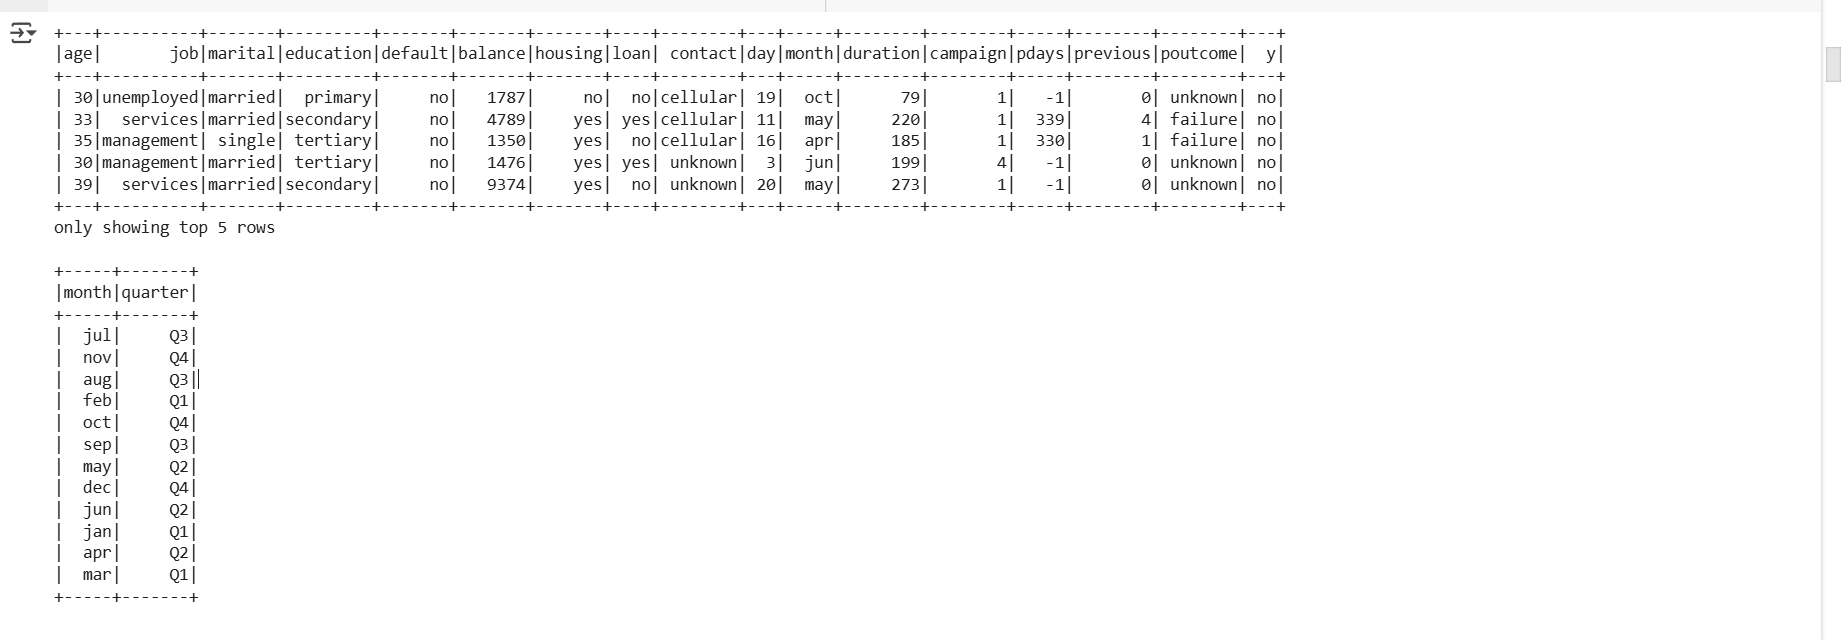 +---+----------+-------+---------+-------+-------+-------+----+--------+---+-----+--------+--------+-----+--------+--------+---+
|age|       job|marital|education|default|balance|housing|loan| contact|day|month|duration|campaign|pdays|previous|poutcome|  y|
+---+----------+-------+---------+-------+-------+-------+----+--------+---+-----+--------+--------+-----+--------+--------+---+
| 30|unemployed|married|  primary|     no|   1787|     no|  no|cellular| 19|  oct|      79|       1|   -1|       0| unknown| no|
| 33|  services|married|secondary|     no|   4789|    yes| yes|cellular| 11|  may|     220|       1|  339|       4| failure| no|
| 35|management| single| tertiary|     no|   1350|    yes|  no|cellular| 16|  apr|     185|       1|  330|       1| failure| no|
| 30|management|married| tertiary|     no|   1476|    yes| yes| unknown|  3|  jun|     199|       4|   -1|       0| unknown| no|
| 39|  services|married|secondary|     no|   9374|    yes|  no| unknown| 20|  may|     273|       1|   -1|       0| unknown| no|
+---+----------+-------+---------+-------+-------+-------+----+--------+---+-----+--------+--------+-----+--------+--------+---+
only showing top 5 rows

+-----+-------+
|month|quarter|
+-----+-------+
|  jul|     Q3|
|  nov|     Q4|
|  aug|     Q3|
|  feb|     Q1|
|  oct|     Q4|
|  sep|     Q3|
|  may|     Q2|
|  dec|     Q4|
|  jun|     Q2|
|  jan|     Q1|
|  apr|     Q2|
|  mar|     Q1|
+-----+-------+